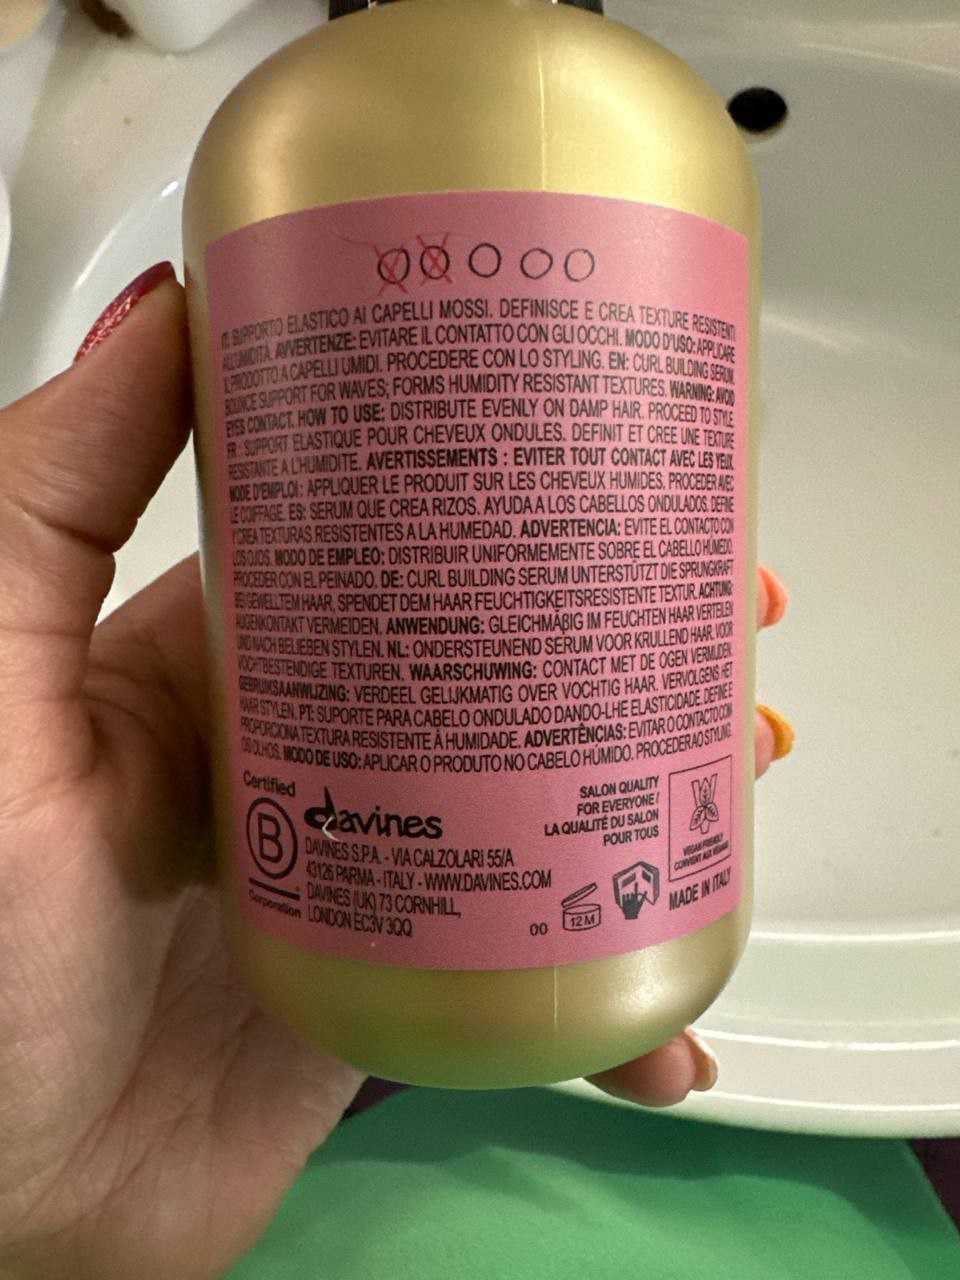 IT: SUPPORTO ELASTICO AI CAPELLI MOSSI. DEFINISCE E CREA TEXTURE RESISTENTI
ALL'UMIDITÀ. AVVERTENZE: EVITARE IL CONTATTO CON GLI OCCHI. MODO D'USO: APPLICARE
IL PRODOTTO A CAPELLI UMIDI. PROCEDERE CON LO STYLING. EN: CURL BUILDING SERUM.
BOUNCE SUPPORT FOR WAVES; FORMS HUMIDITY RESISTANT TEXTURES. WARNING: AVOID
EYES CONTACT. HOW TO USE: DISTRIBUTE EVENLY ON DAMP HAIR. PROCEED TO STYLE.
FR : SUPPORT ELASTIQUE POUR CHEVEUX ONDULES. DEFINIT ET CREE UNE TEXTURE
RESISTANTE A L'HUMIDITE. AVERTISSEMENTS : EVITER TOUT CONTACT AVEC LES YEUX.
MODE D'EMPLOI : APPLIQUER LE PRODUIT SUR LES CHEVEUX HUMIDES. PROCEDER AVEC
LE COIFFAGE. ES: SERUM QUE CREA RIZOS. AYUDA A LOS CABELLOS ONDULADOS. DEFINE
Y CREA TEXTURAS RESISTENTES A LA HUMEDAD. ADVERTENCIA: EVITE EL CONTACTO CON
LOS OJOS. MODO DE EMPLEO: DISTRIBUIR UNIFORMEMENTE SOBRE EL CABELLO HÚMEDO.
PROCEDER CON EL PEINADO. DE: CURL BUILDING SERUM UNTERSTÜTZT DIE SPRUNGKRAFT
BEI GEWELLTEM HAAR, SPENDET DEM HAAR FEUCHTIGKEITSRESISTENTE TEXTUR. ACHTUNG:
AUGENKONTAKT VERMEIDEN. ANWENDUNG: GLEICHMÄßIG IM FEUCHTEN HAAR VERTEILEN
UND NACH BELIEBEN STYLEN. NL: ONDERSTEUNEND SERUM VOOR KRULLEND HAAR. VOOR
VOCHTBESTENDIGE TEXTUREN. WAARSCHUWING: CONTACT MET DE OGEN VERMIJDEN.
GEBRUIKSAANWIJZING: VERDEEL GELIJKMATIG OVER VOCHTIG HAAR. VERVOLGENS HET
HAAR STYLEN. PT: SUPORTE PARA CABELO ONDULADO DANDO-LHE ELASTICIDADE. DEFINE E
PROPORCIONA TEXTURA RESISTENTE À HUMIDADE. ADVERTÊNCIAS: EVITAR O CONTACTO COM
OS OLHOS. MODO DE USO: APLICAR O PRODUTO NO CABELO HÚMIDO. PROCEDER AO STYLING.
Certified
B
Corporation
davines
DAVINES S.P.A. - VIA CALZOLARI 55/A
43126 PARMA - ITALY - WWW.DAVINES.COM
DAVINES (UK) 73 CORNHILL,
LONDON EC3V 3QQ
SALON QUALITY
FOR EVERYONE /
LA QUALITÉ DU SALON
POUR TOUS
VEGAN FRIENDLY
CONVIENT AUX VEGANS
00
12 M
MADE IN ITALY